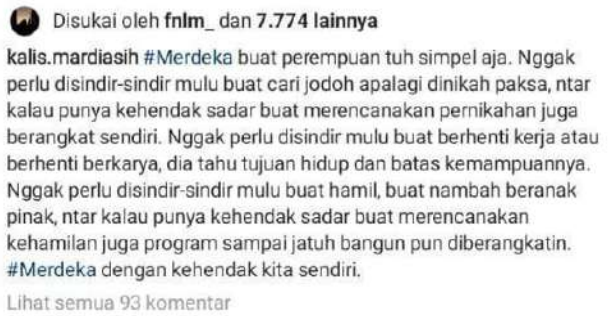 Disukai oleh fnlm_ dan 7.774 lainnya
kalis.mardiasih #Merdeka buat perempuan tuh simpel aja. Nggak
perlu disindir-sindir mulu buat cari jodoh apalagi dinikah paksa, ntar
kalau punya kehendak sadar buat merencanakan pernikahan juga
berangkat sendiri. Nggak perlu disindir mulu buat berhenti kerja atau
berhenti berkarya, dia tahu tujuan hidup dan batas kemampuannya.
Nggak perlu disindir-sindir mulu buat hamil, buat nambah beranak
pinak, ntar kalau punya kehendak sadar buat merencanakan
kehamilan juga program sampai jatuh bangun pun diberangkatin.
#Merdeka dengan kehendak kita sendiri.
Lihat semua 93 komentar